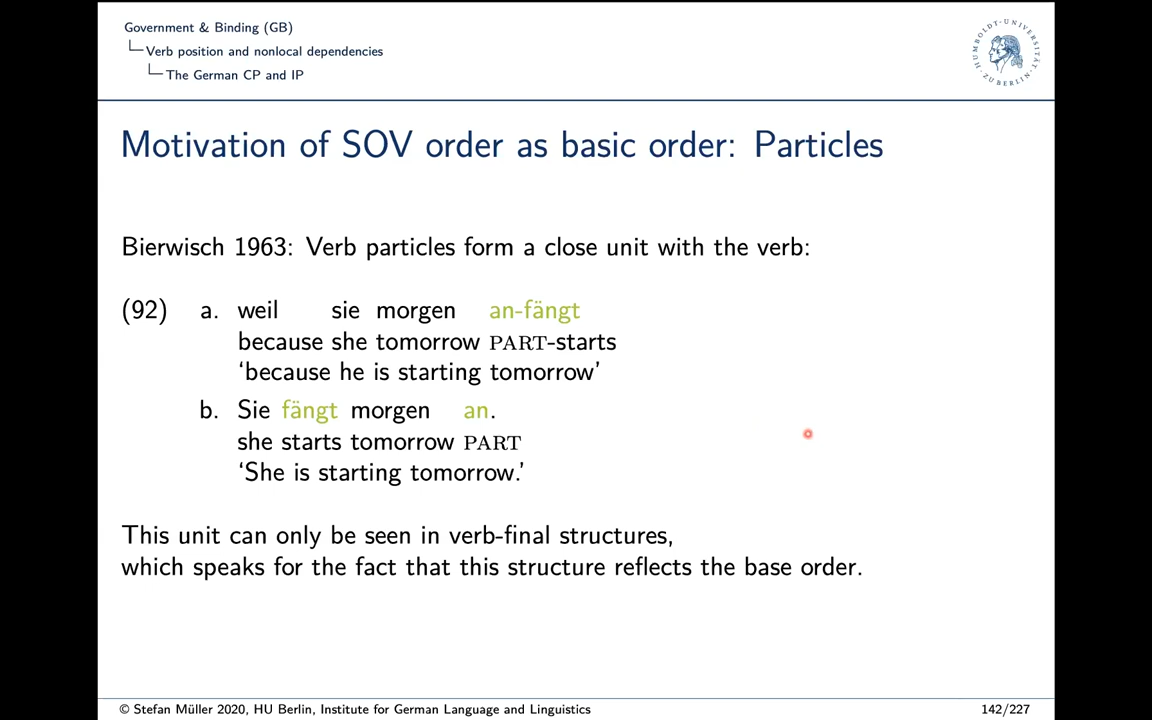 Government & Binding (GB)
Verb position and nonlocal dependencies
The German CP and IP
HUMBOLDT-UNIVERSITÄT · ZU BERLIN ·
Motivation of SOV order as basic order: Particles
Bierwisch 1963: Verb particles form a close unit with the verb:
(92) a. weil sie morgen an-fängt
because she tomorrow PART-starts
‘because he is starting tomorrow’
b. Sie fängt morgen an.
she starts tomorrow PART
‘She is starting tomorrow.’
This unit can only be seen in verb-final structures,
which speaks for the fact that this structure reflects the base order.
© Stefan Müller 2020, HU Berlin, Institute for German Language and Linguistics 142/227